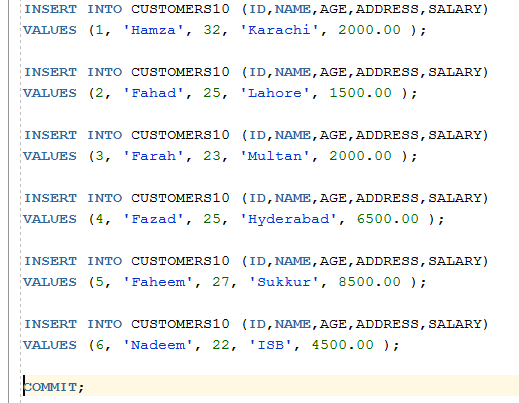 INSERT INTO CUSTOMERS10 (ID,NAME,AGE,ADDRESS,SALARY)
VALUES (1, 'Hamza', 32, 'Karachi', 2000.00 );
INSERT INTO CUSTOMERS10 (ID,NAME,AGE,ADDRESS,SALARY)
VALUES (2, 'Fahad', 25, 'Lahore', 1500.00 );
INSERT INTO CUSTOMERS10 (ID,NAME,AGE,ADDRESS,SALARY)
VALUES (3, 'Farah', 23, 'Multan', 2000.00 );
INSERT INTO CUSTOMERS10 (ID,NAME,AGE,ADDRESS,SALARY)
VALUES (4, 'Fazad', 25, 'Hyderabad', 6500.00 );
INSERT INTO CUSTOMERS10 (ID,NAME,AGE,ADDRESS,SALARY)
VALUES (5, 'Faheem', 27, 'Sukkur', 8500.00 );
INSERT INTO CUSTOMERS10 (ID,NAME,AGE,ADDRESS,SALARY)
VALUES (6, 'Nadeem', 22, 'ISB', 4500.00 );
COMMIT;